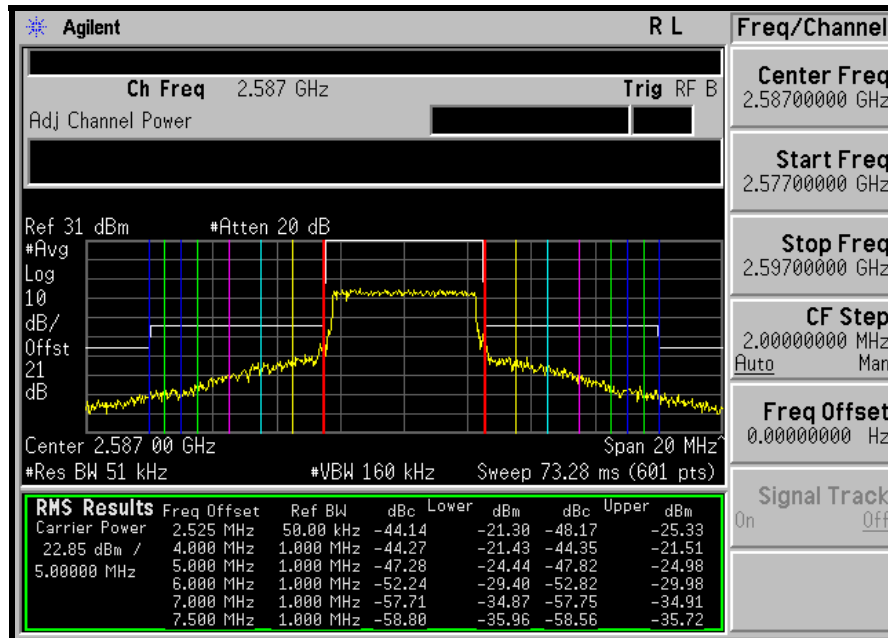 Agilent R L Freq/Channel
Ch Freq 2.587 GHz Trig RF B
Adj Channel Power
Center Freq
2.58700000 GHz
Start Freq
2.57700000 GHz
Stop Freq
2.59700000 GHz
CF Step
2.00000000 MHz
Auto Man
Freq Offset
0.00000000 Hz
Signal Track
On Off
Ref 31 dBm #Atten 20 dB
#Avg
Log
10
dB/
Offst
21
dB
Center 2.587 00 GHz Span 20 MHz^
#Res BW 51 kHz #VBW 160 kHz Sweep 73.28 ms (601 pts)
RMS Results Freq Offset Ref BW dBc Lower dBm dBc Upper dBm
Carrier Power 2.525 MHz 50.00 kHz -44.14 -21.30 -48.17 -25.33
22.85 dBm / 4.000 MHz 1.000 MHz -44.27 -21.43 -44.35 -21.51
5.00000 MHz 5.000 MHz 1.000 MHz -47.28 -24.44 -47.82 -24.98
6.000 MHz 1.000 MHz -52.24 -29.40 -52.82 -29.98
7.000 MHz 1.000 MHz -57.71 -34.87 -57.75 -34.91
7.500 MHz 1.000 MHz -58.80 -35.96 -58.56 -35.72